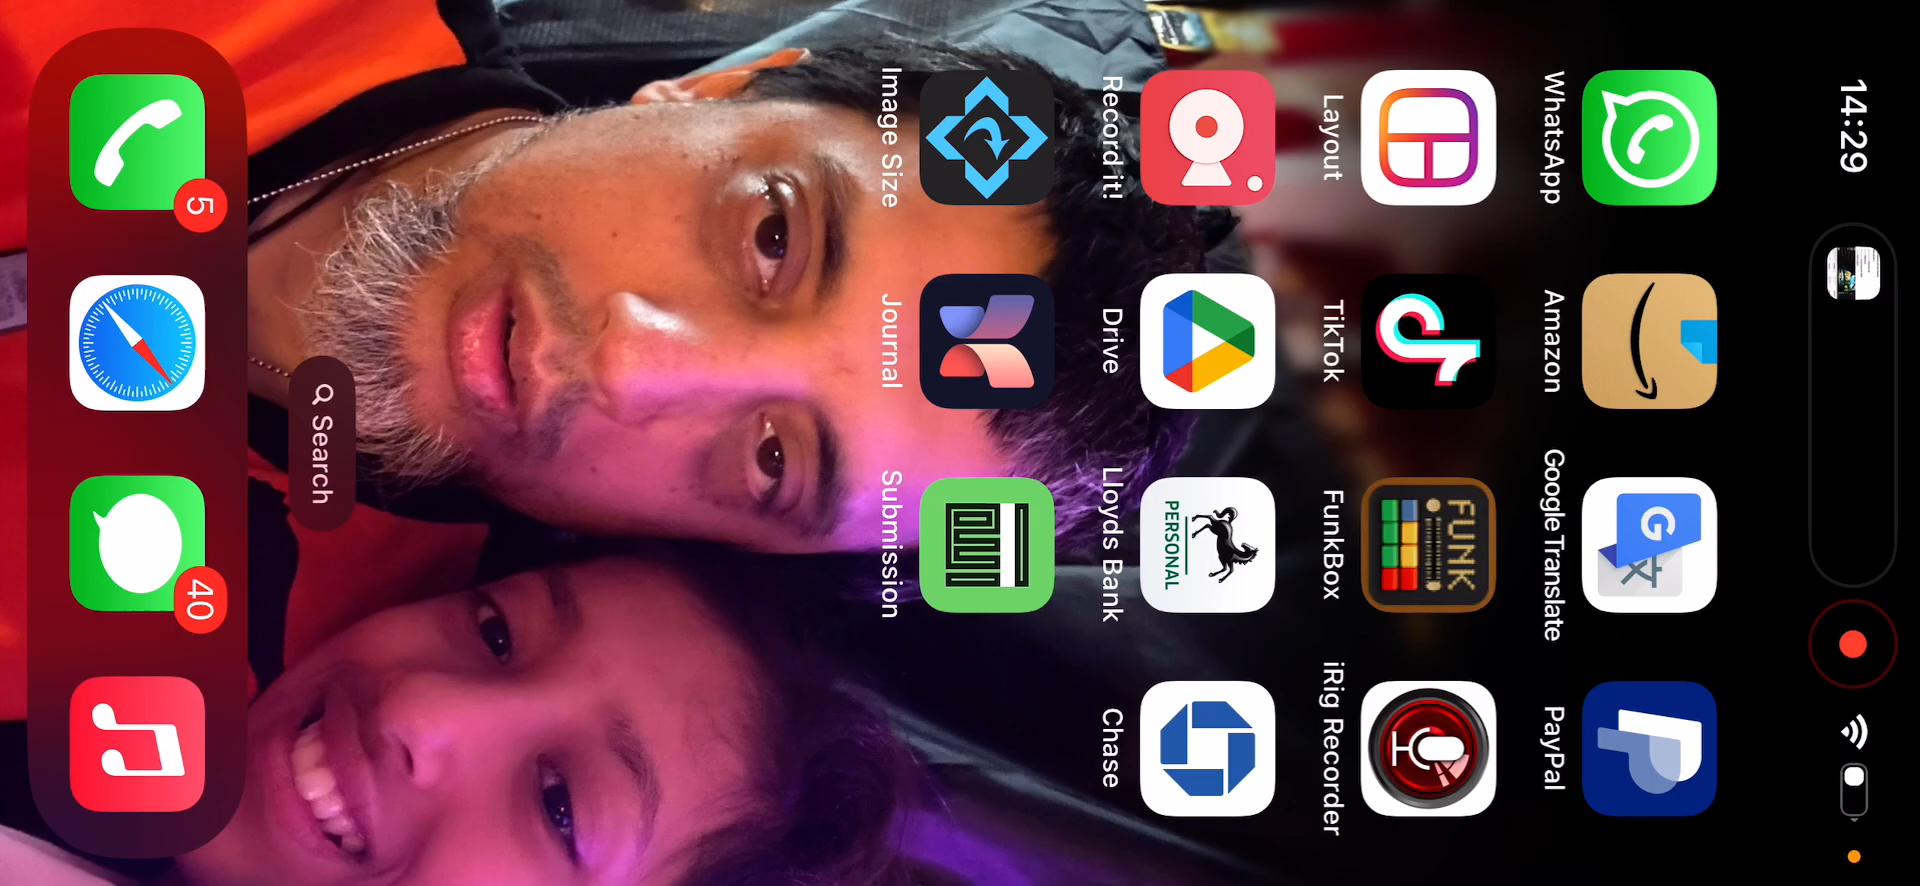 14:29
WhatsApp
Amazon
Google Translate
PayPal
Layout
TikTok
FUNK
FunkBox
iRig Recorder
Record it!
Drive
PERSONAL
Lloyds Bank
Chase
Image Size
Journal
Submission
Search
5
40